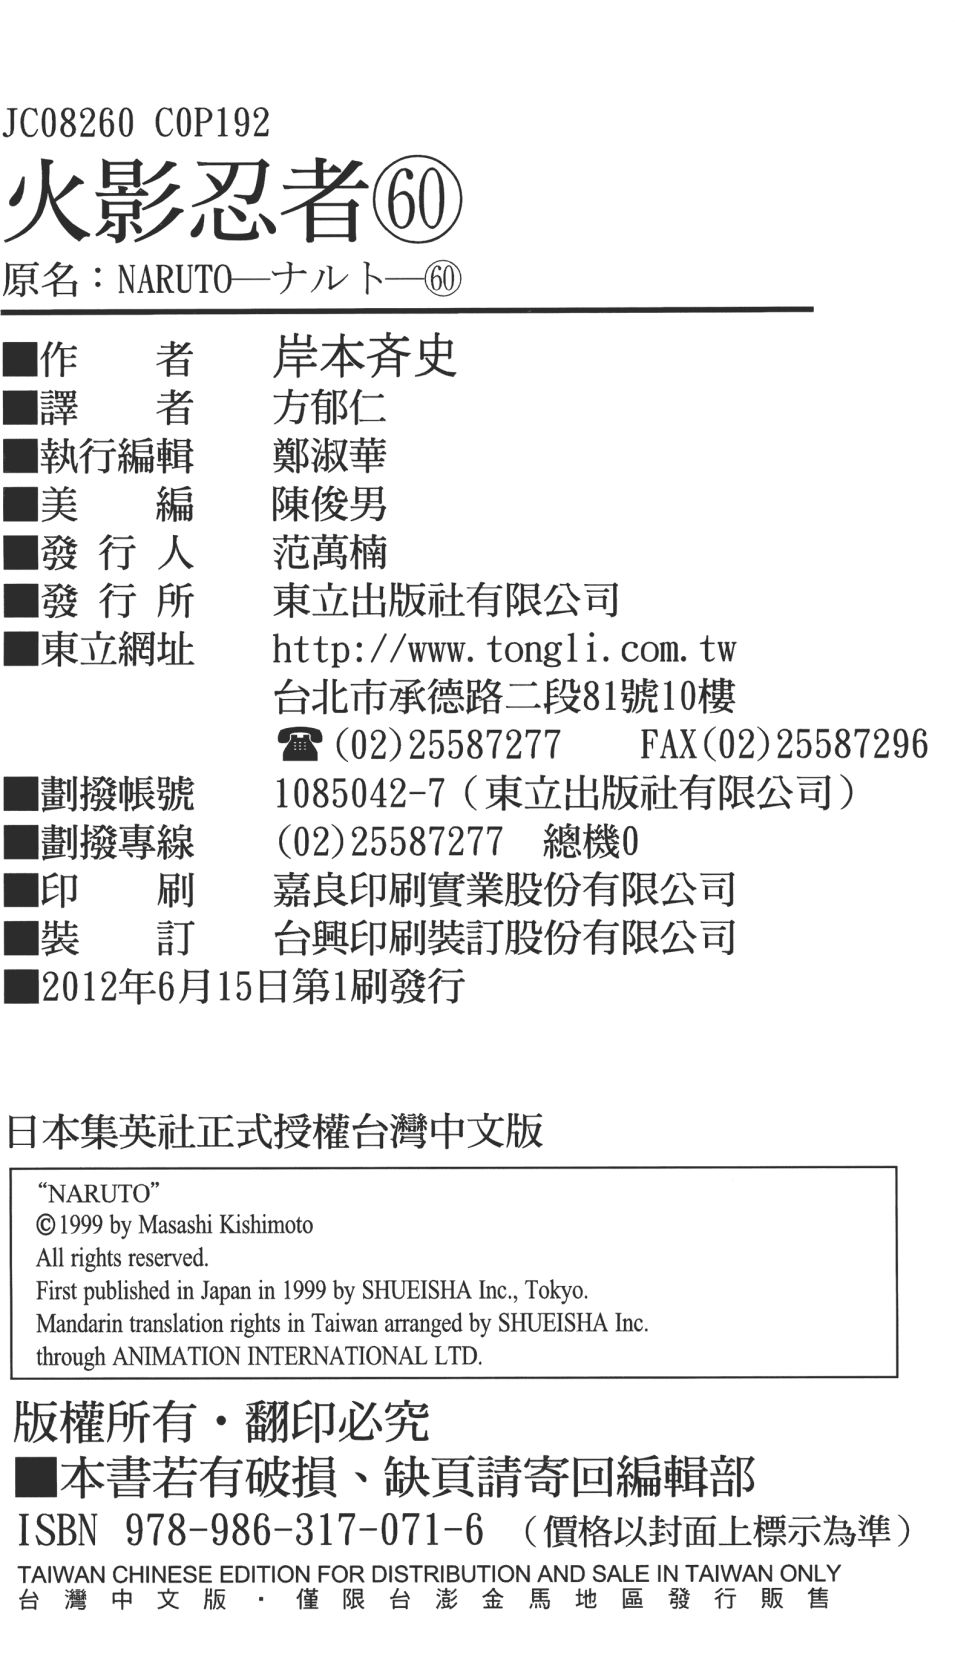 JC08260 C0P192
火影忍者60
原名：NARUTO—ナルト—60
■作者 岸本斉史
■譯者 方郁仁
■執行編輯 鄭淑華
■美編 陳俊男
■發行人 范萬楠
■發行所 東立出版社有限公司
■東立網址 http://www.tongli.com.tw
台北市承德路二段81號10樓
☎(02)25587277 FAX(02)25587296
■劃撥帳號 1085042-7（東立出版社有限公司）
■劃撥專線 (02)25587277 總機0
■印刷 嘉良印刷實業股份有限公司
■裝訂 台興印刷裝訂股份有限公司
■2012年6月15日第1刷發行
日本集英社正式授權台灣中文版
“NARUTO”
©1999 by Masashi Kishimoto
All rights reserved.
First published in Japan in 1999 by SHUEISHA Inc., Tokyo.
Mandarin translation rights in Taiwan arranged by SHUEISHA Inc.
through ANIMATION INTERNATIONAL LTD.
版權所有・翻印必究
■本書若有破損、缺頁請寄回編輯部
ISBN 978-986-317-071-6（價格以封面上標示為準）
TAIWAN CHINESE EDITION FOR DISTRIBUTION AND SALE IN TAIWAN ONLY
台灣中文版・僅限台澎金馬地區發行販售